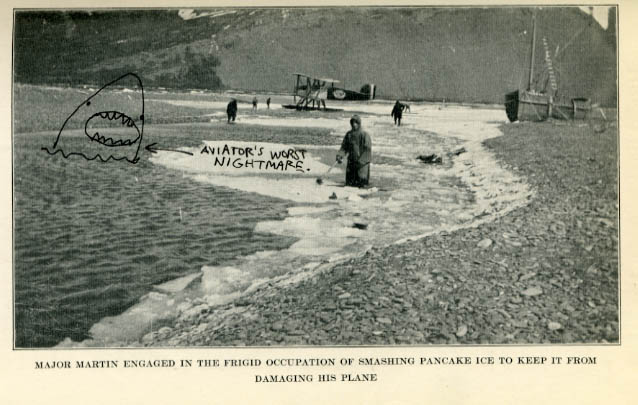 AVIATOR'S WORST
NIGHTMARE.
MAJOR MARTIN ENGAGED IN THE FRIGID OCCUPATION OF SMASHING PANCAKE ICE TO KEEP IT FROM
DAMAGING HIS PLANE